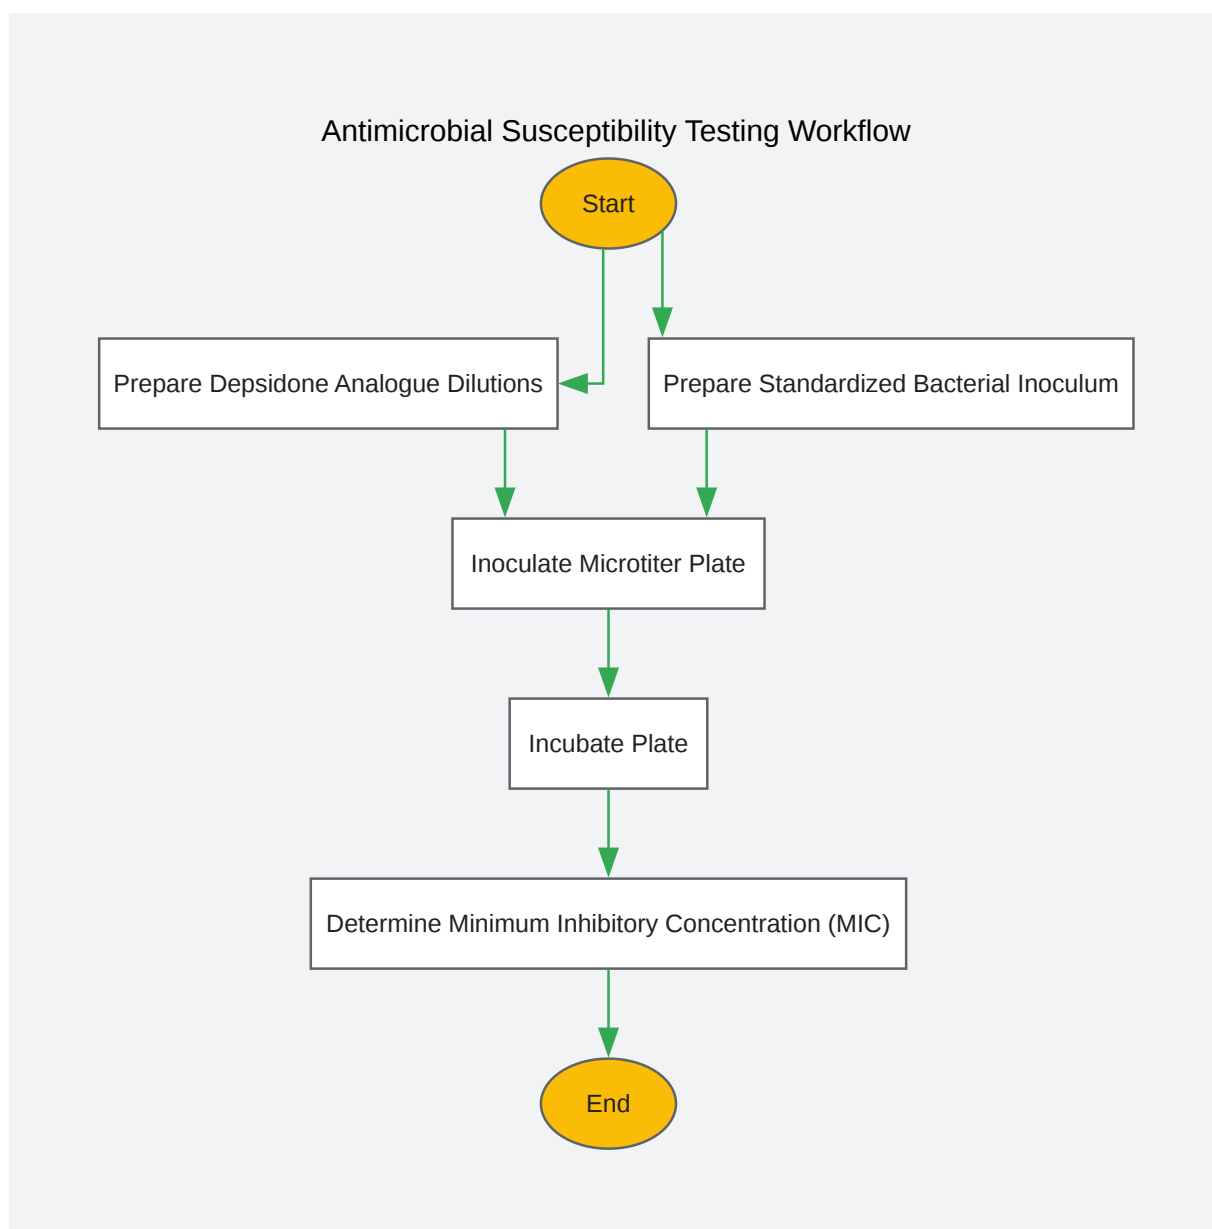 Antimicrobial Susceptibility Testing Workflow
Start
Prepare Depsidone Analogue Dilutions
Prepare Standardized Bacterial Inoculum
Inoculate Microtiter Plate
Incubate Plate
Determine Minimum Inhibitory Concentration (MIC)
End